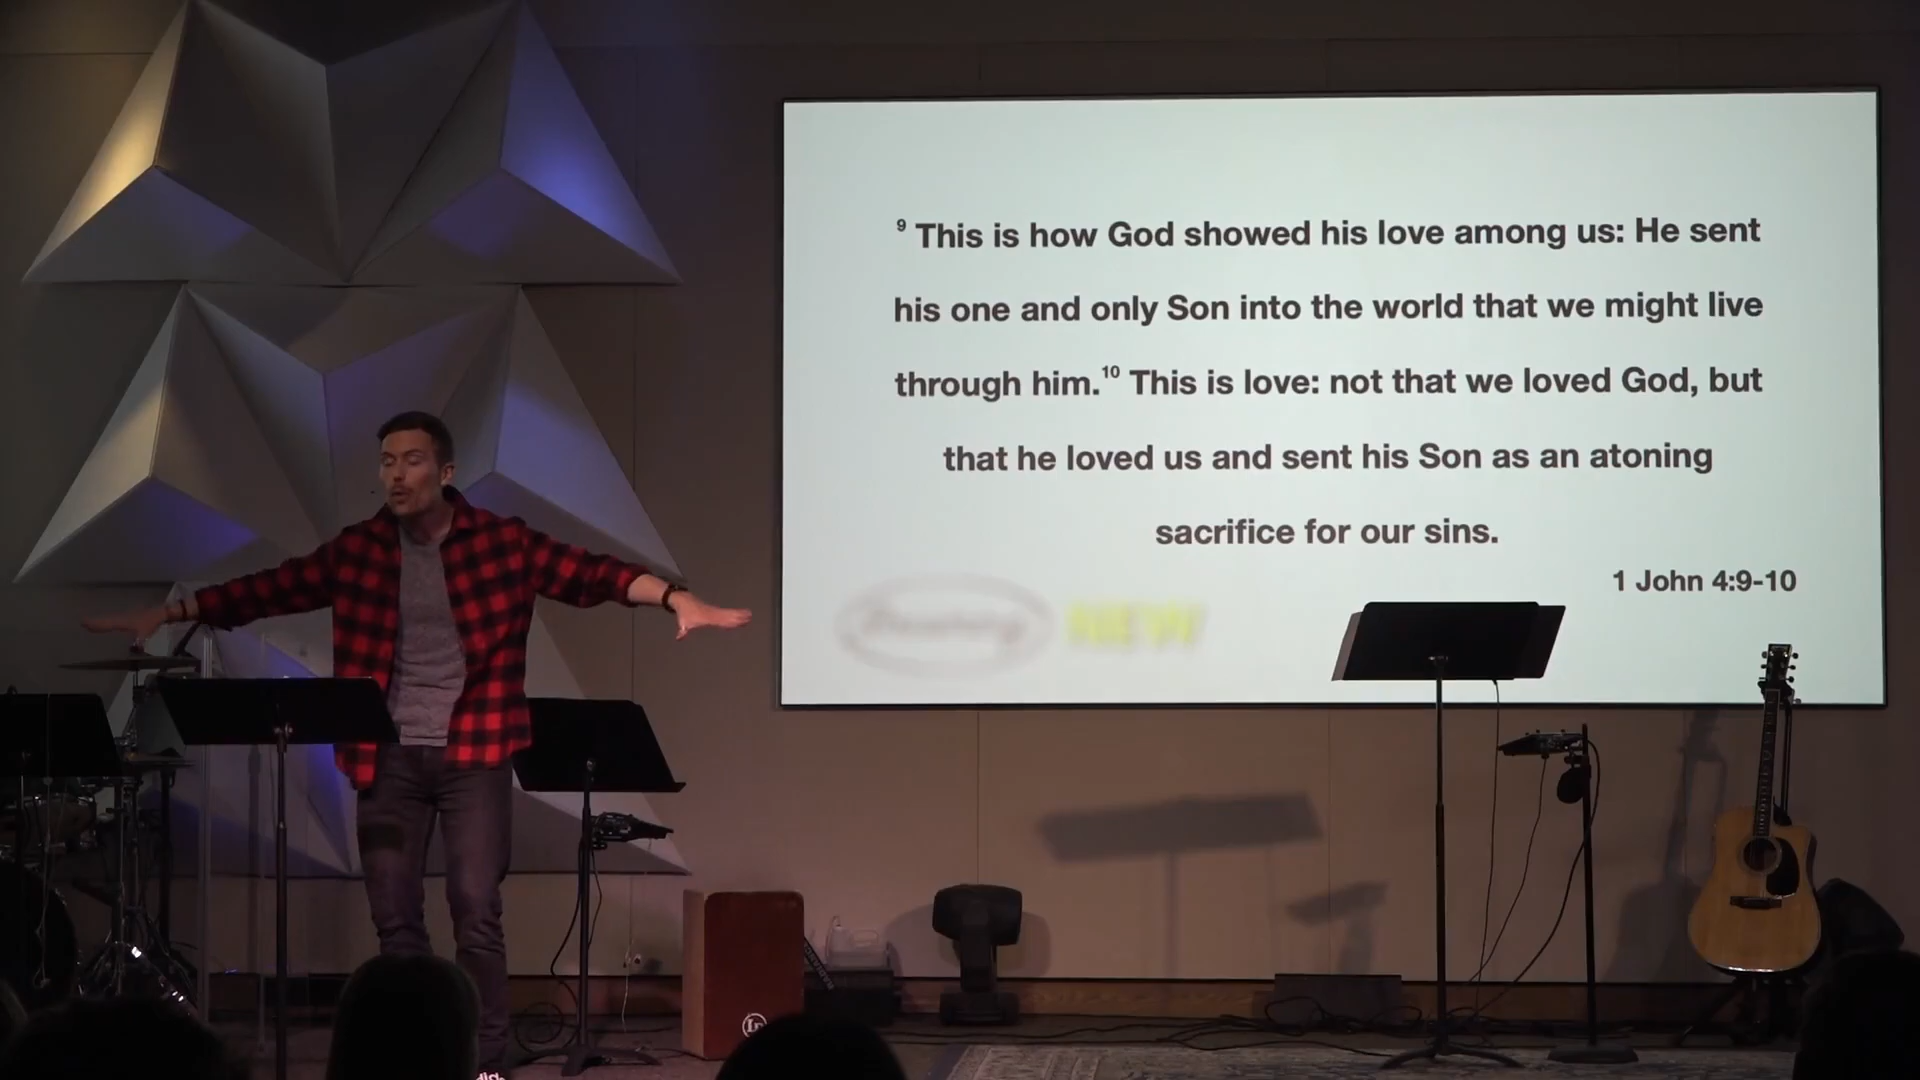 ⁹ This is how God showed his love among us: He sent
his one and only Son into the world that we might live
through him.¹⁰ This is love: not that we loved God, but
that he loved us and sent his Son as an atoning
sacrifice for our sins.
1 John 4:9-10
NEW
LP